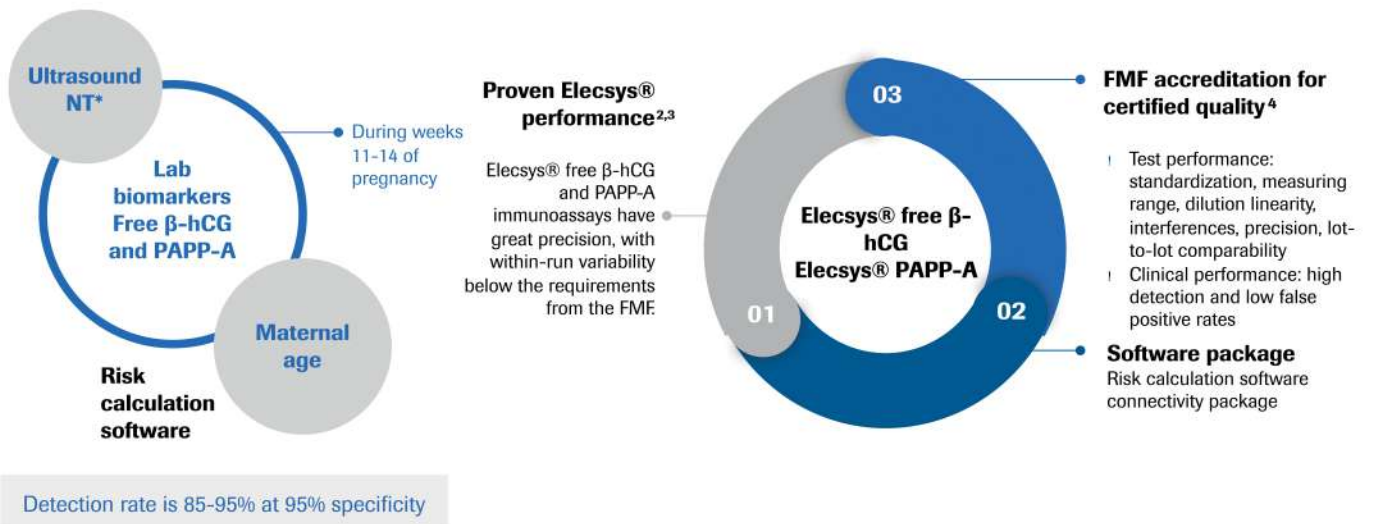 Ultrasound
NT*
Lab
biomarkers
Free β-hCG
and PAPP-A
During weeks
11-14 of
pregnancy
Maternal
age
Risk
calculation
software
Detection rate is 85-95% at 95% specificity
Proven Elecsys®
performance2,3
Elecsys® free β-hCG
and PAPP-A
immunoassays have
great precision, with
within-run variability
below the requirements
from the FMF.
01
02
03
Elecsys® free β-
hCG
Elecsys® PAPP-A
FMF accreditation for
certified quality4
! Test performance:
standardization, measuring
range, dilution linearity,
interferences, precision, lot-
to-lot comparability
! Clinical performance: high
detection and low false
positive rates
Software package
Risk calculation software
connectivity package